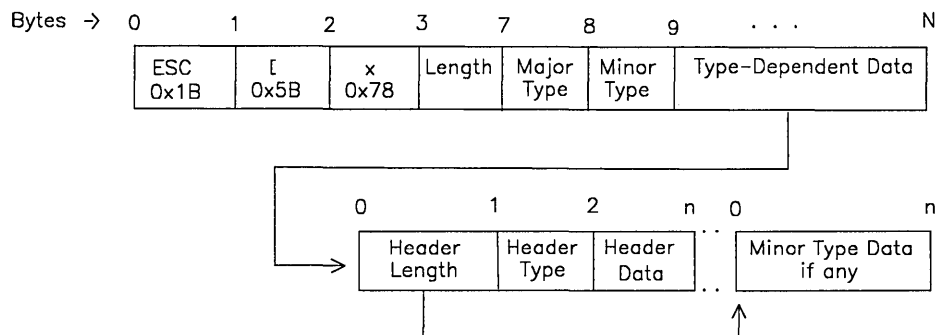 Bytes → 0 1 2 3 7 8 9 · · · N
ESC [ x Length Major Minor Type-Dependent Data
0x1B 0x5B 0x78 Type Type
0 1 2 n · · 0 n
Header Header Header Minor Type Data
Length Type Data · · if any